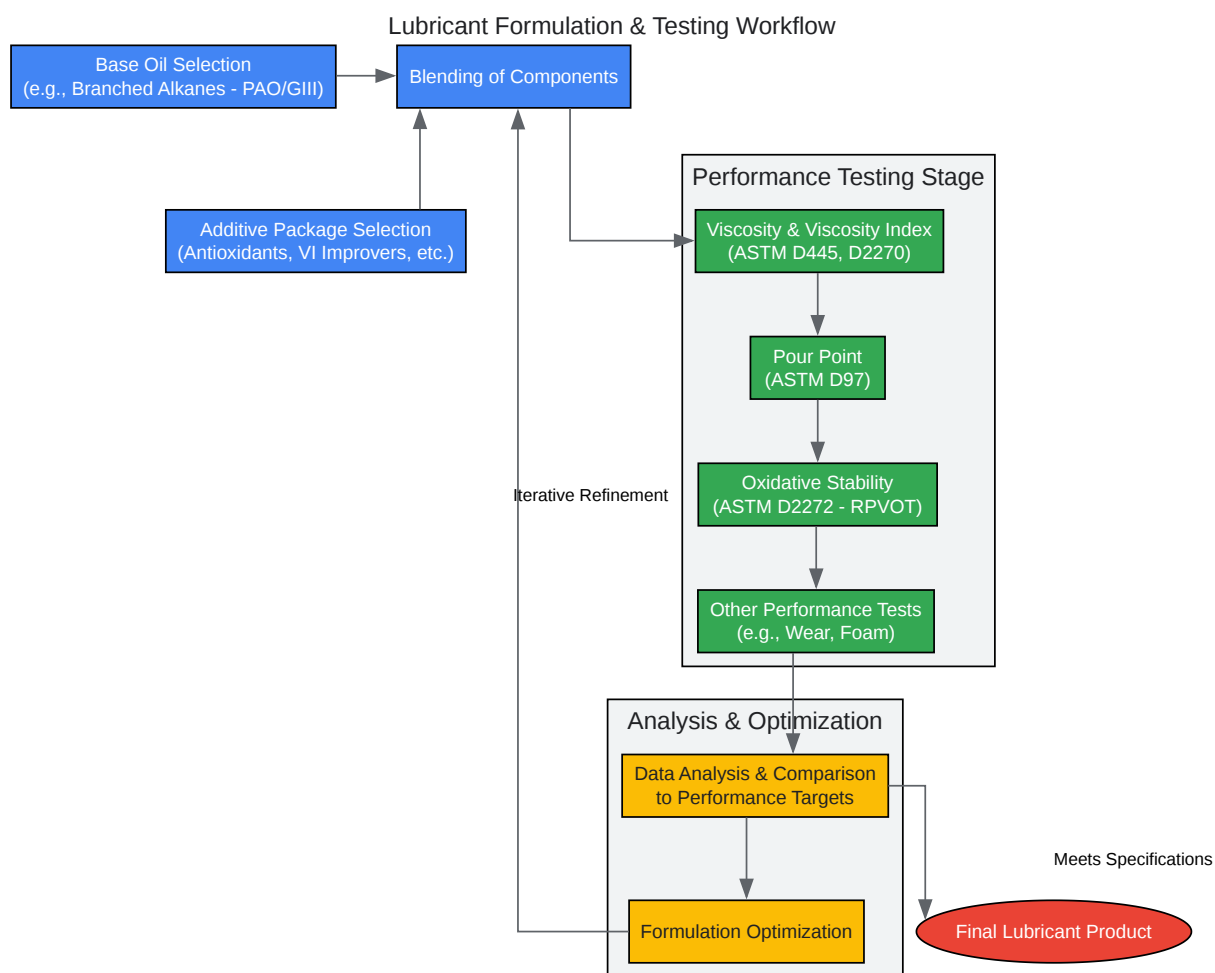 Lubricant Formulation & Testing Workflow
Base Oil Selection
(e.g., Branched Alkanes - PAO/GIII)
Blending of Components
Additive Package Selection
(Antioxidants, VI Improvers, etc.)
Performance Testing Stage
Viscosity & Viscosity Index
(ASTM D445, D2270)
Pour Point
(ASTM D97)
Oxidative Stability
(ASTM D2272 - RPVOT)
Iterative Refinement
Other Performance Tests
(e.g., Wear, Foam)
Analysis & Optimization
Data Analysis & Comparison
to Performance Targets
Meets Specifications
Formulation Optimization
Final Lubricant Product